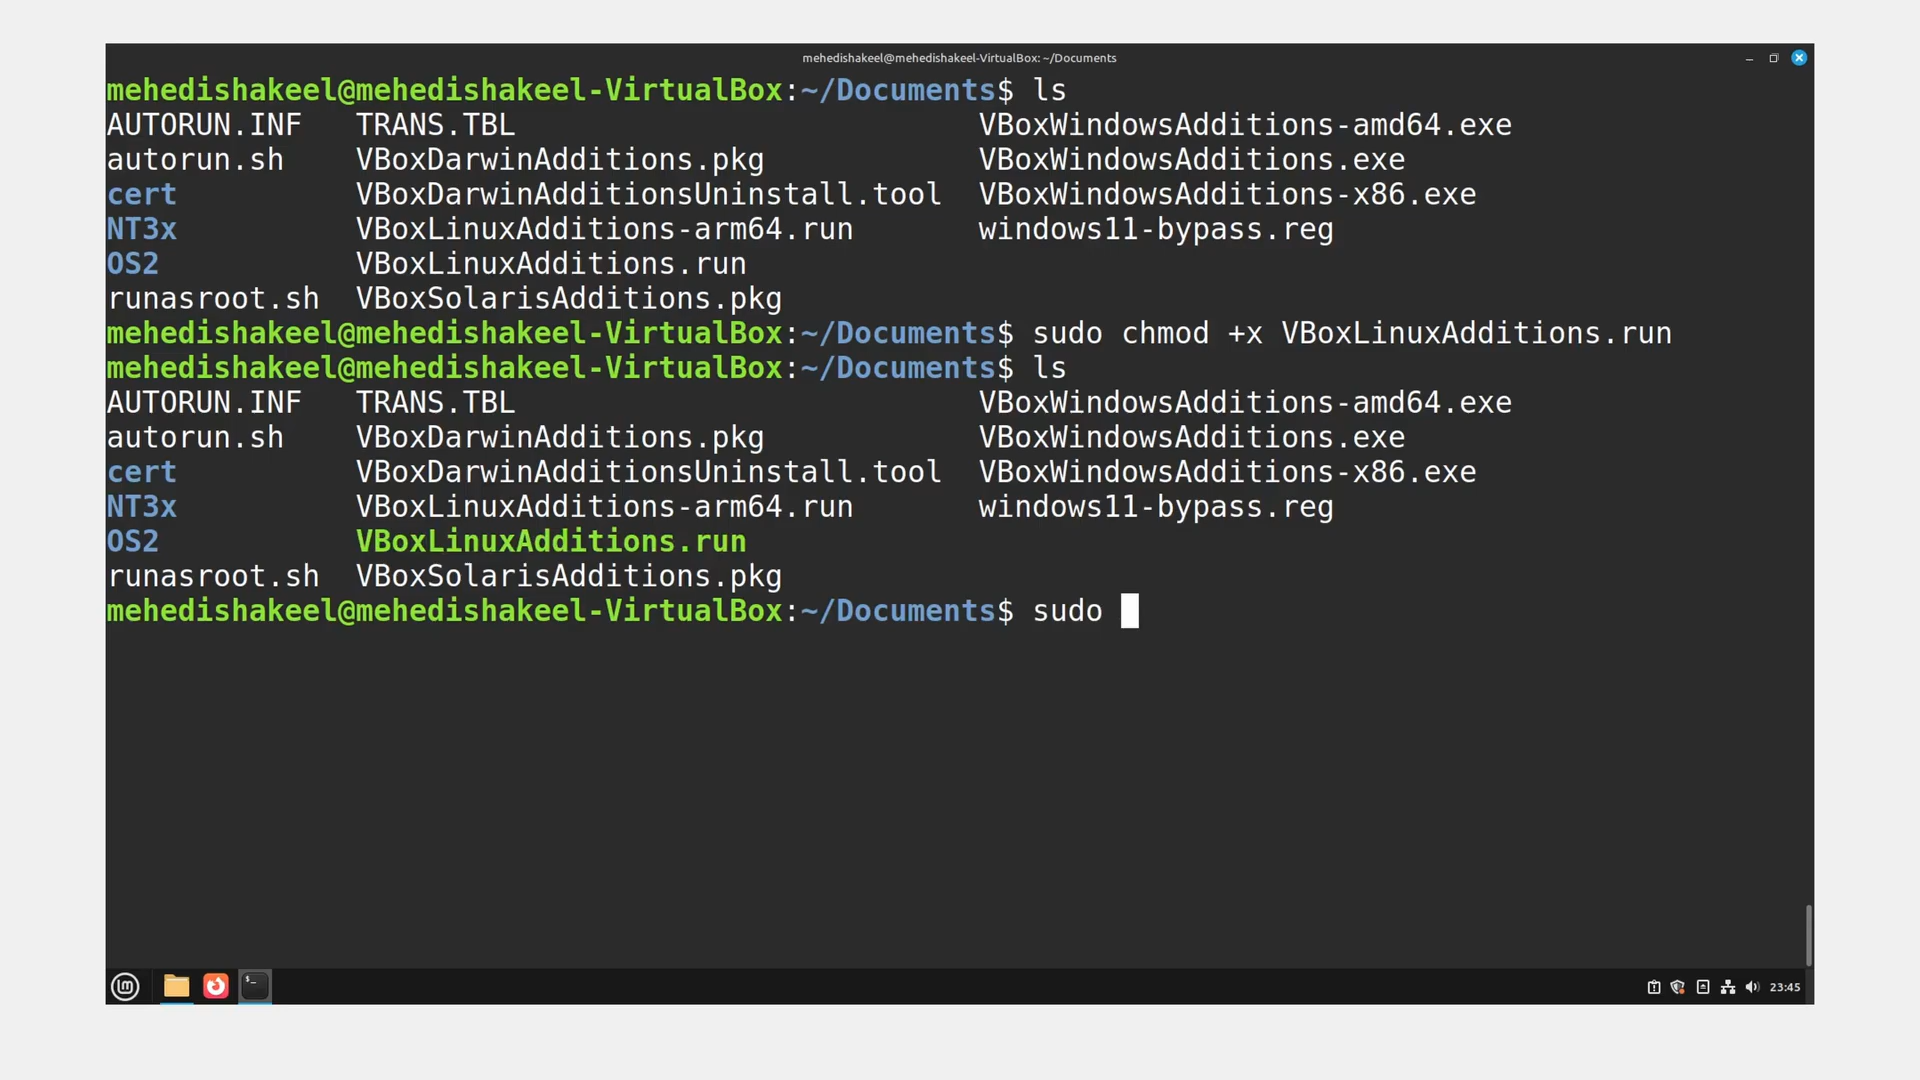 mehedishakeel@mehedishakeel-VirtualBox: ~/Documents
mehedishakeel@mehedishakeel-VirtualBox:~/Documents$ ls
AUTORUN.INF TRANS.TBL VBoxWindowsAdditions-amd64.exe
autorun.sh VBoxDarwinAdditions.pkg VBoxWindowsAdditions.exe
cert VBoxDarwinAdditionsUninstall.tool VBoxWindowsAdditions-x86.exe
NT3x VBoxLinuxAdditions-arm64.run windows11-bypass.reg
OS2 VBoxLinuxAdditions.run
runasroot.sh VBoxSolarisAdditions.pkg
mehedishakeel@mehedishakeel-VirtualBox:~/Documents$ sudo chmod +x VBoxLinuxAdditions.run
mehedishakeel@mehedishakeel-VirtualBox:~/Documents$ ls
AUTORUN.INF TRANS.TBL VBoxWindowsAdditions-amd64.exe
autorun.sh VBoxDarwinAdditions.pkg VBoxWindowsAdditions.exe
cert VBoxDarwinAdditionsUninstall.tool VBoxWindowsAdditions-x86.exe
NT3x VBoxLinuxAdditions-arm64.run windows11-bypass.reg
OS2 VBoxLinuxAdditions.run
runasroot.sh VBoxSolarisAdditions.pkg
mehedishakeel@mehedishakeel-VirtualBox:~/Documents$ sudo
23:45